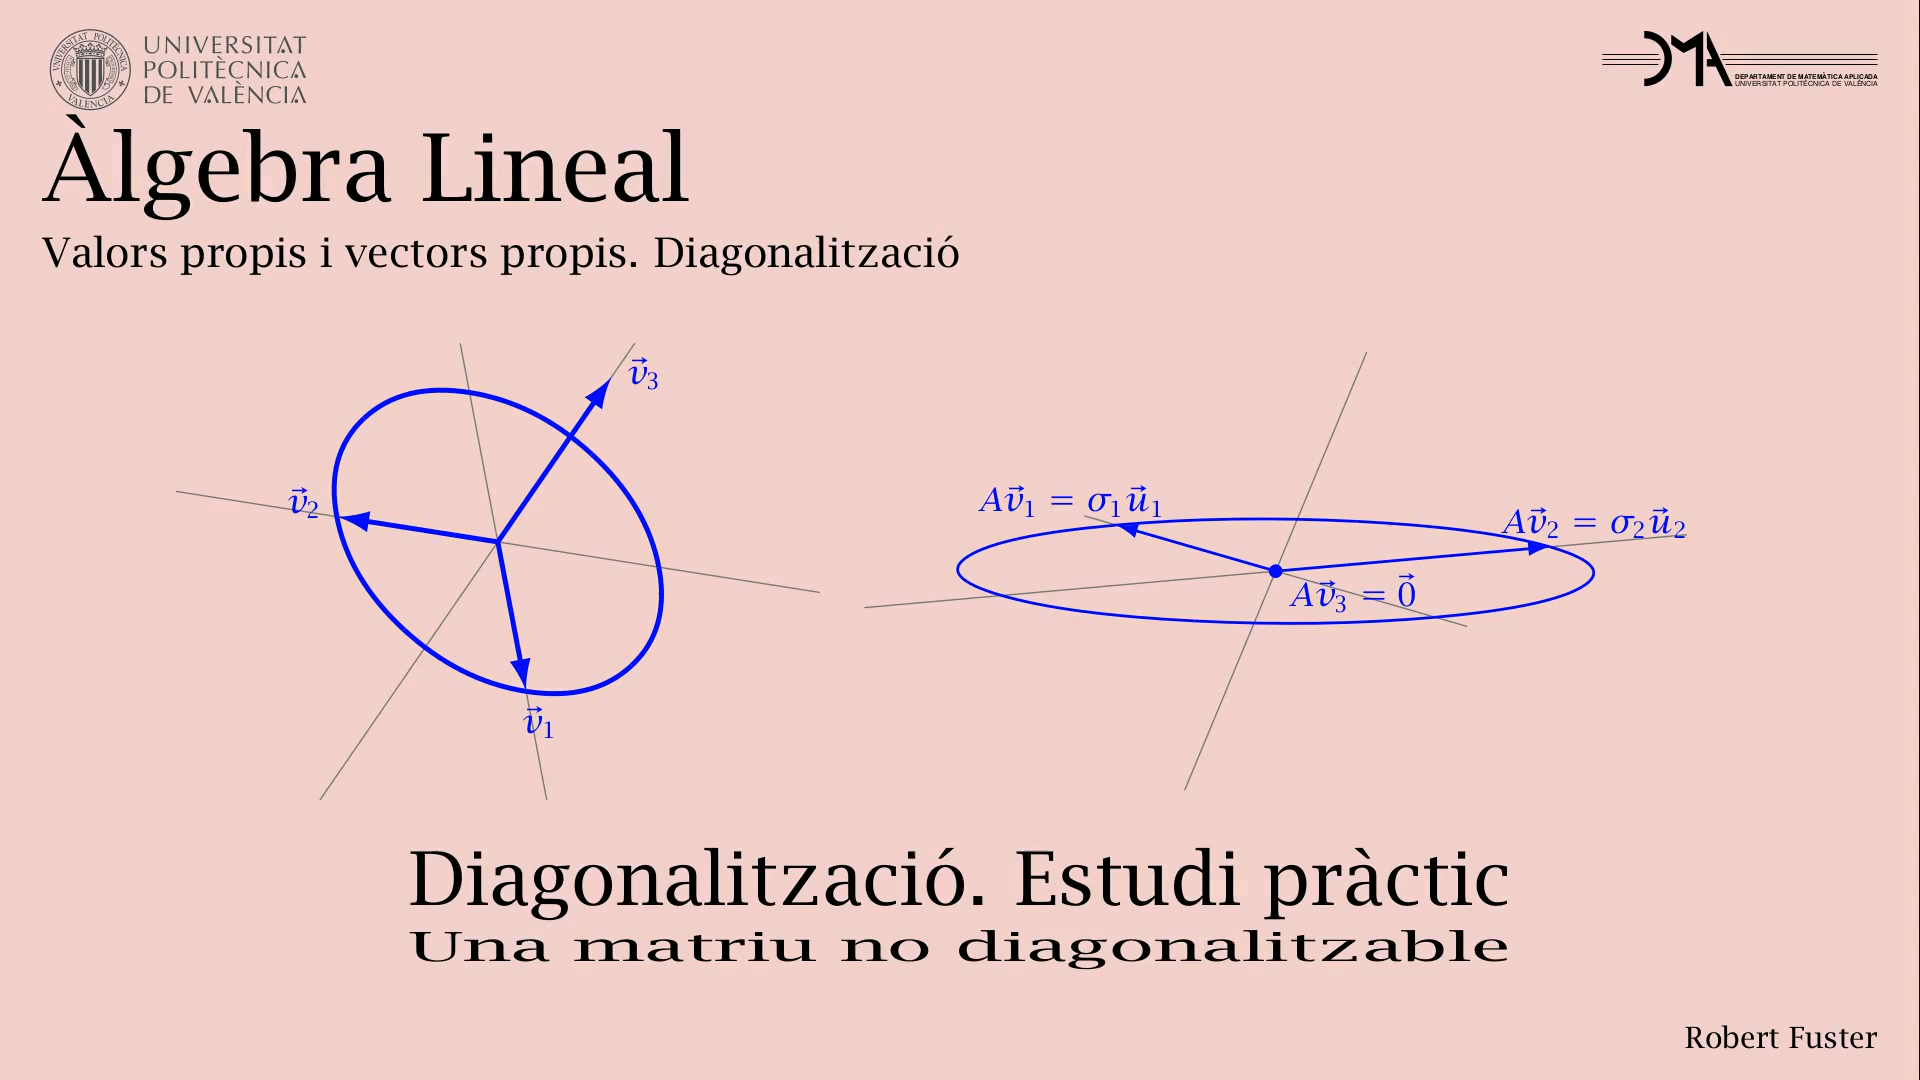 UNIVERSITAT
POLITÈCNICA
DE VALÈNCIA
DEPARTAMENT DE MATEMÀTICA APLICADA
UNIVERSITAT POLITÈCNICA DE VALÈNCIA
Àlgebra Lineal
Valors propis i vectors propis. Diagonalització
v⃗₃
v⃗₂
v⃗₁
Av⃗₁ = σ₁u⃗₁
Av⃗₂ = σ₂u⃗₂
Av⃗₃ = 0⃗
Diagonalització. Estudi pràctic
Una matriu no diagonalitzable
Robert Fuster